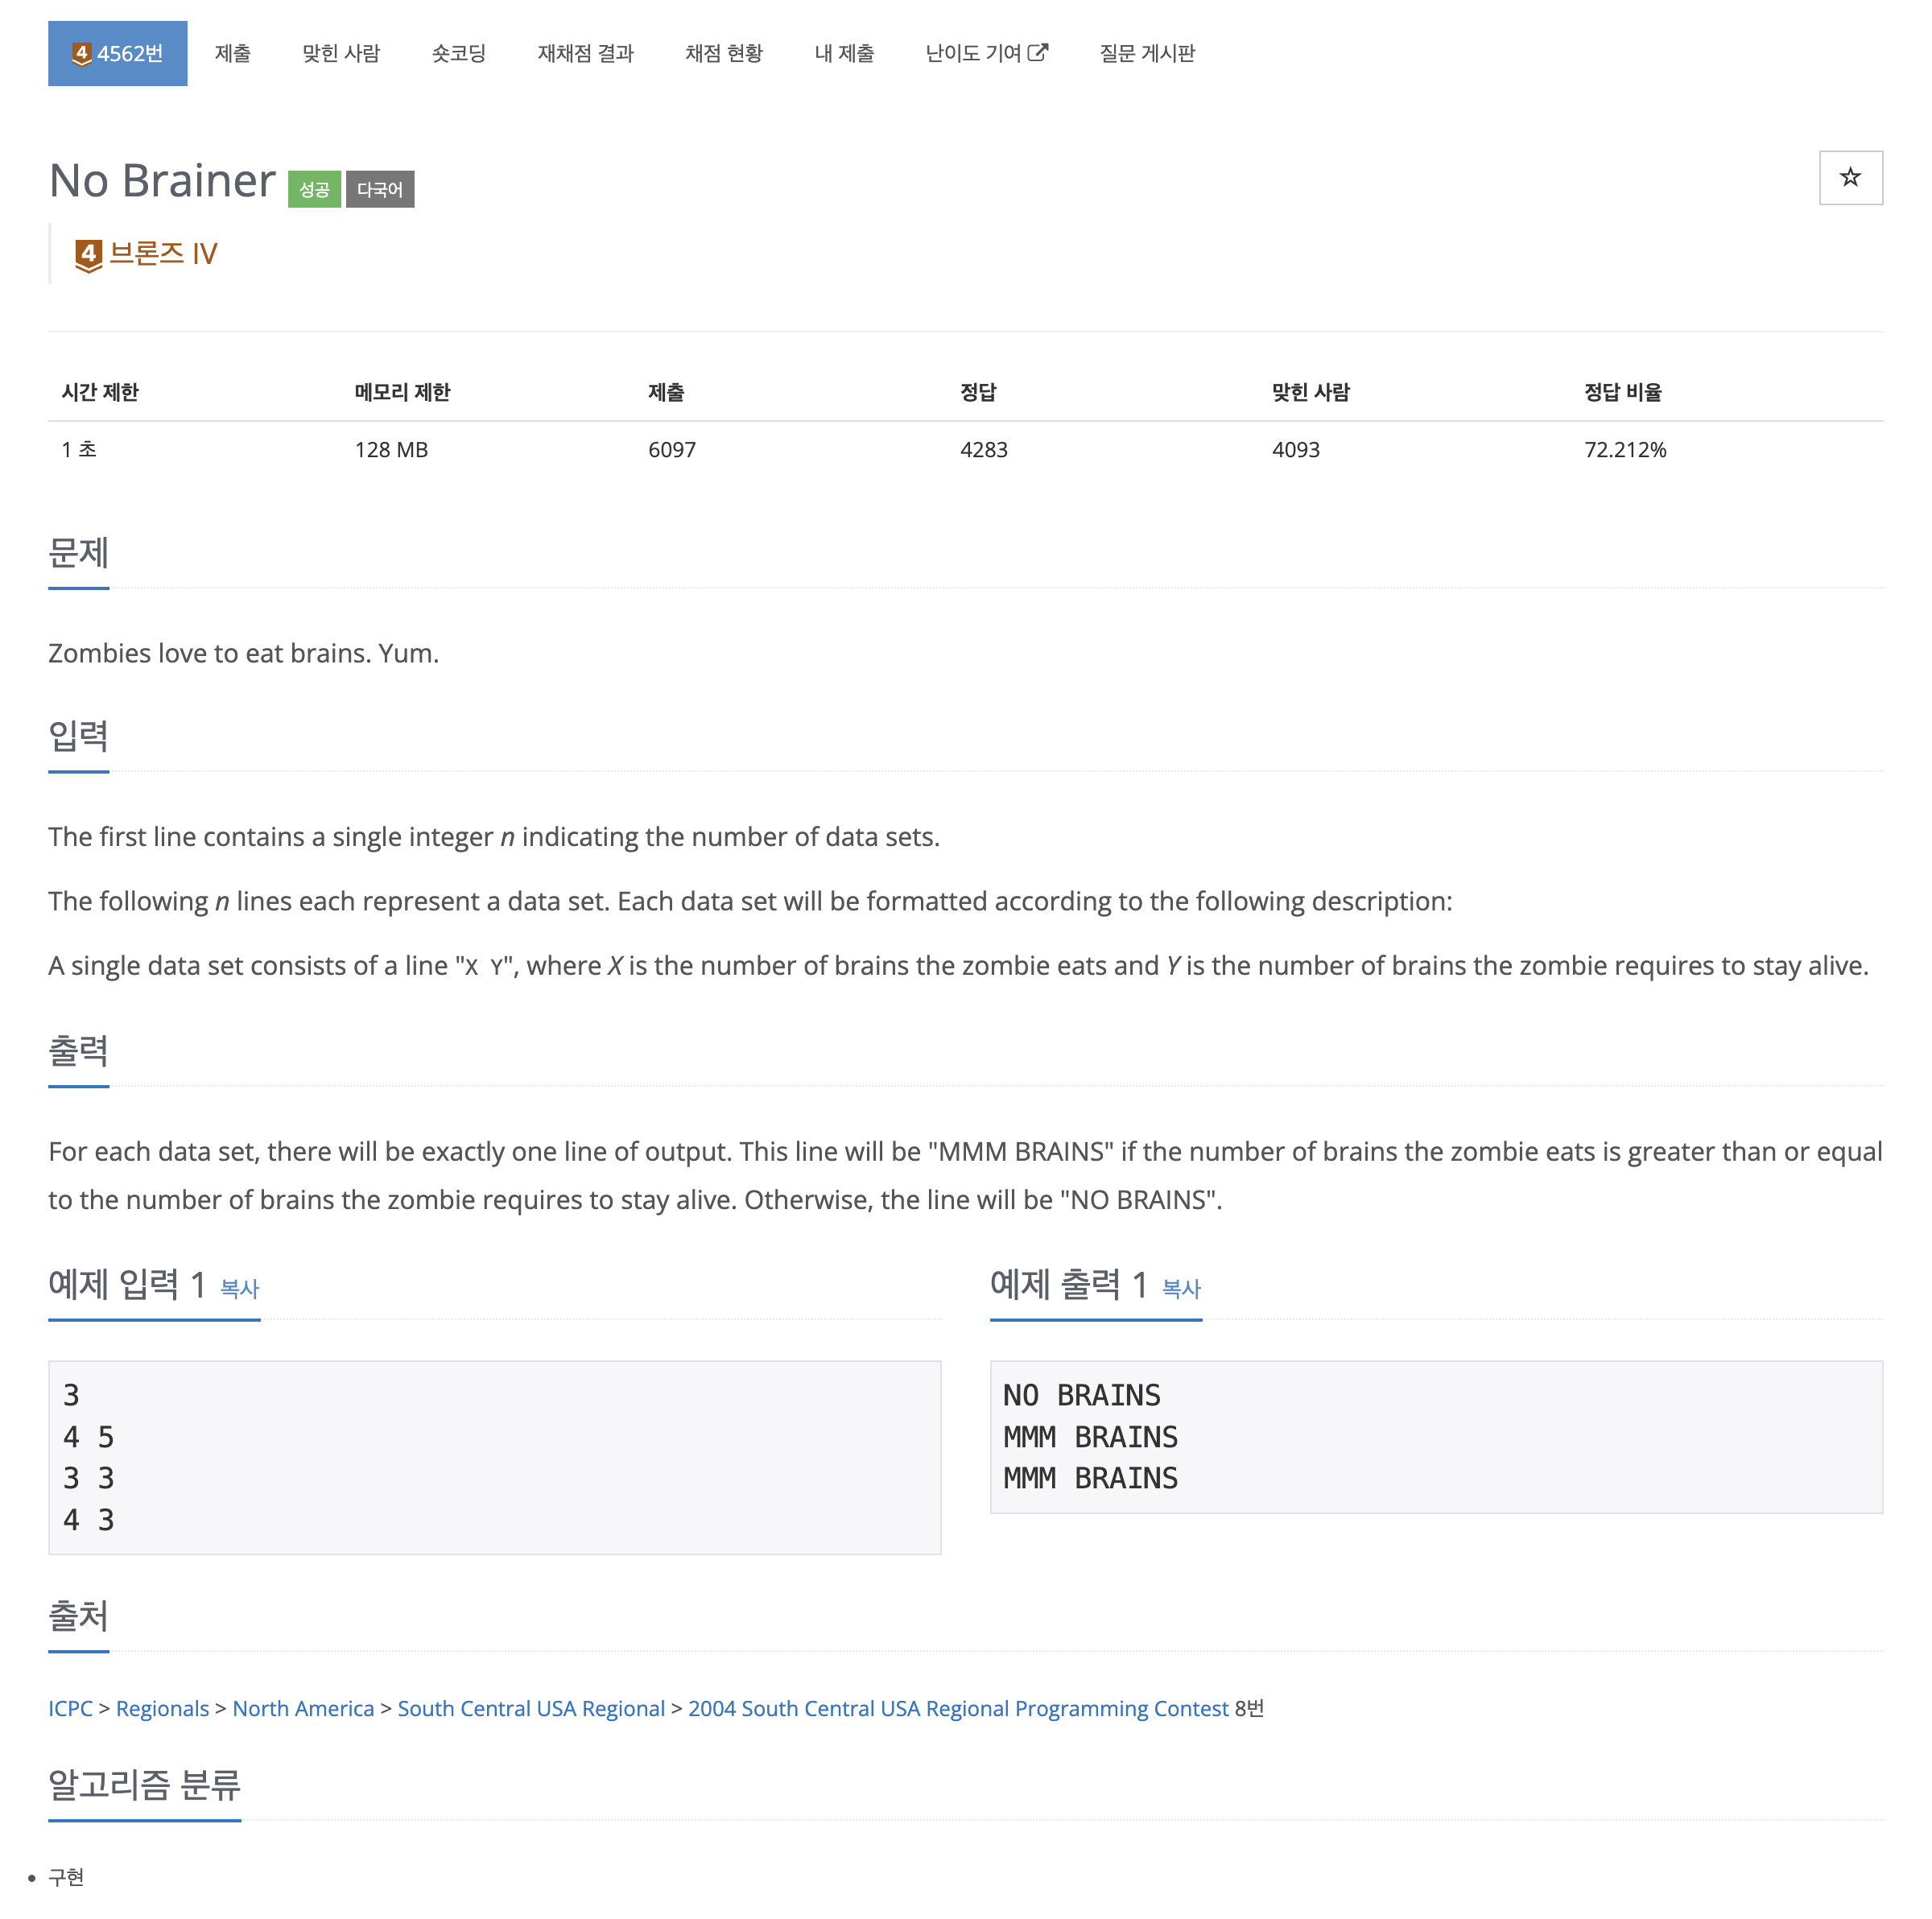 4 4562번 제출 맞힌 사람 숏코딩 재채점 결과 채점 현황 내 제출 난이도 기여 질문 게시판
No Brainer 성공 다국어
4 브론즈 IV
시간 제한 메모리 제한 제출 정답 맞힌 사람 정답 비율
1 초 128 MB 6097 4283 4093 72.212%
문제
Zombies love to eat brains. Yum.
입력
The first line contains a single integer n indicating the number of data sets.
The following n lines each represent a data set. Each data set will be formatted according to the following description:
A single data set consists of a line "X Y", where X is the number of brains the zombie eats and Y is the number of brains the zombie requires to stay alive.
출력
For each data set, there will be exactly one line of output. This line will be "MMM BRAINS" if the number of brains the zombie eats is greater than or equal
to the number of brains the zombie requires to stay alive. Otherwise, the line will be "NO BRAINS".
예제 입력 1 복사
3
4 5
3 3
4 3
예제 출력 1 복사
NO BRAINS
MMM BRAINS
MMM BRAINS
출처
ICPC > Regionals > North America > South Central USA Regional > 2004 South Central USA Regional Programming Contest 8번
알고리즘 분류
• 구현